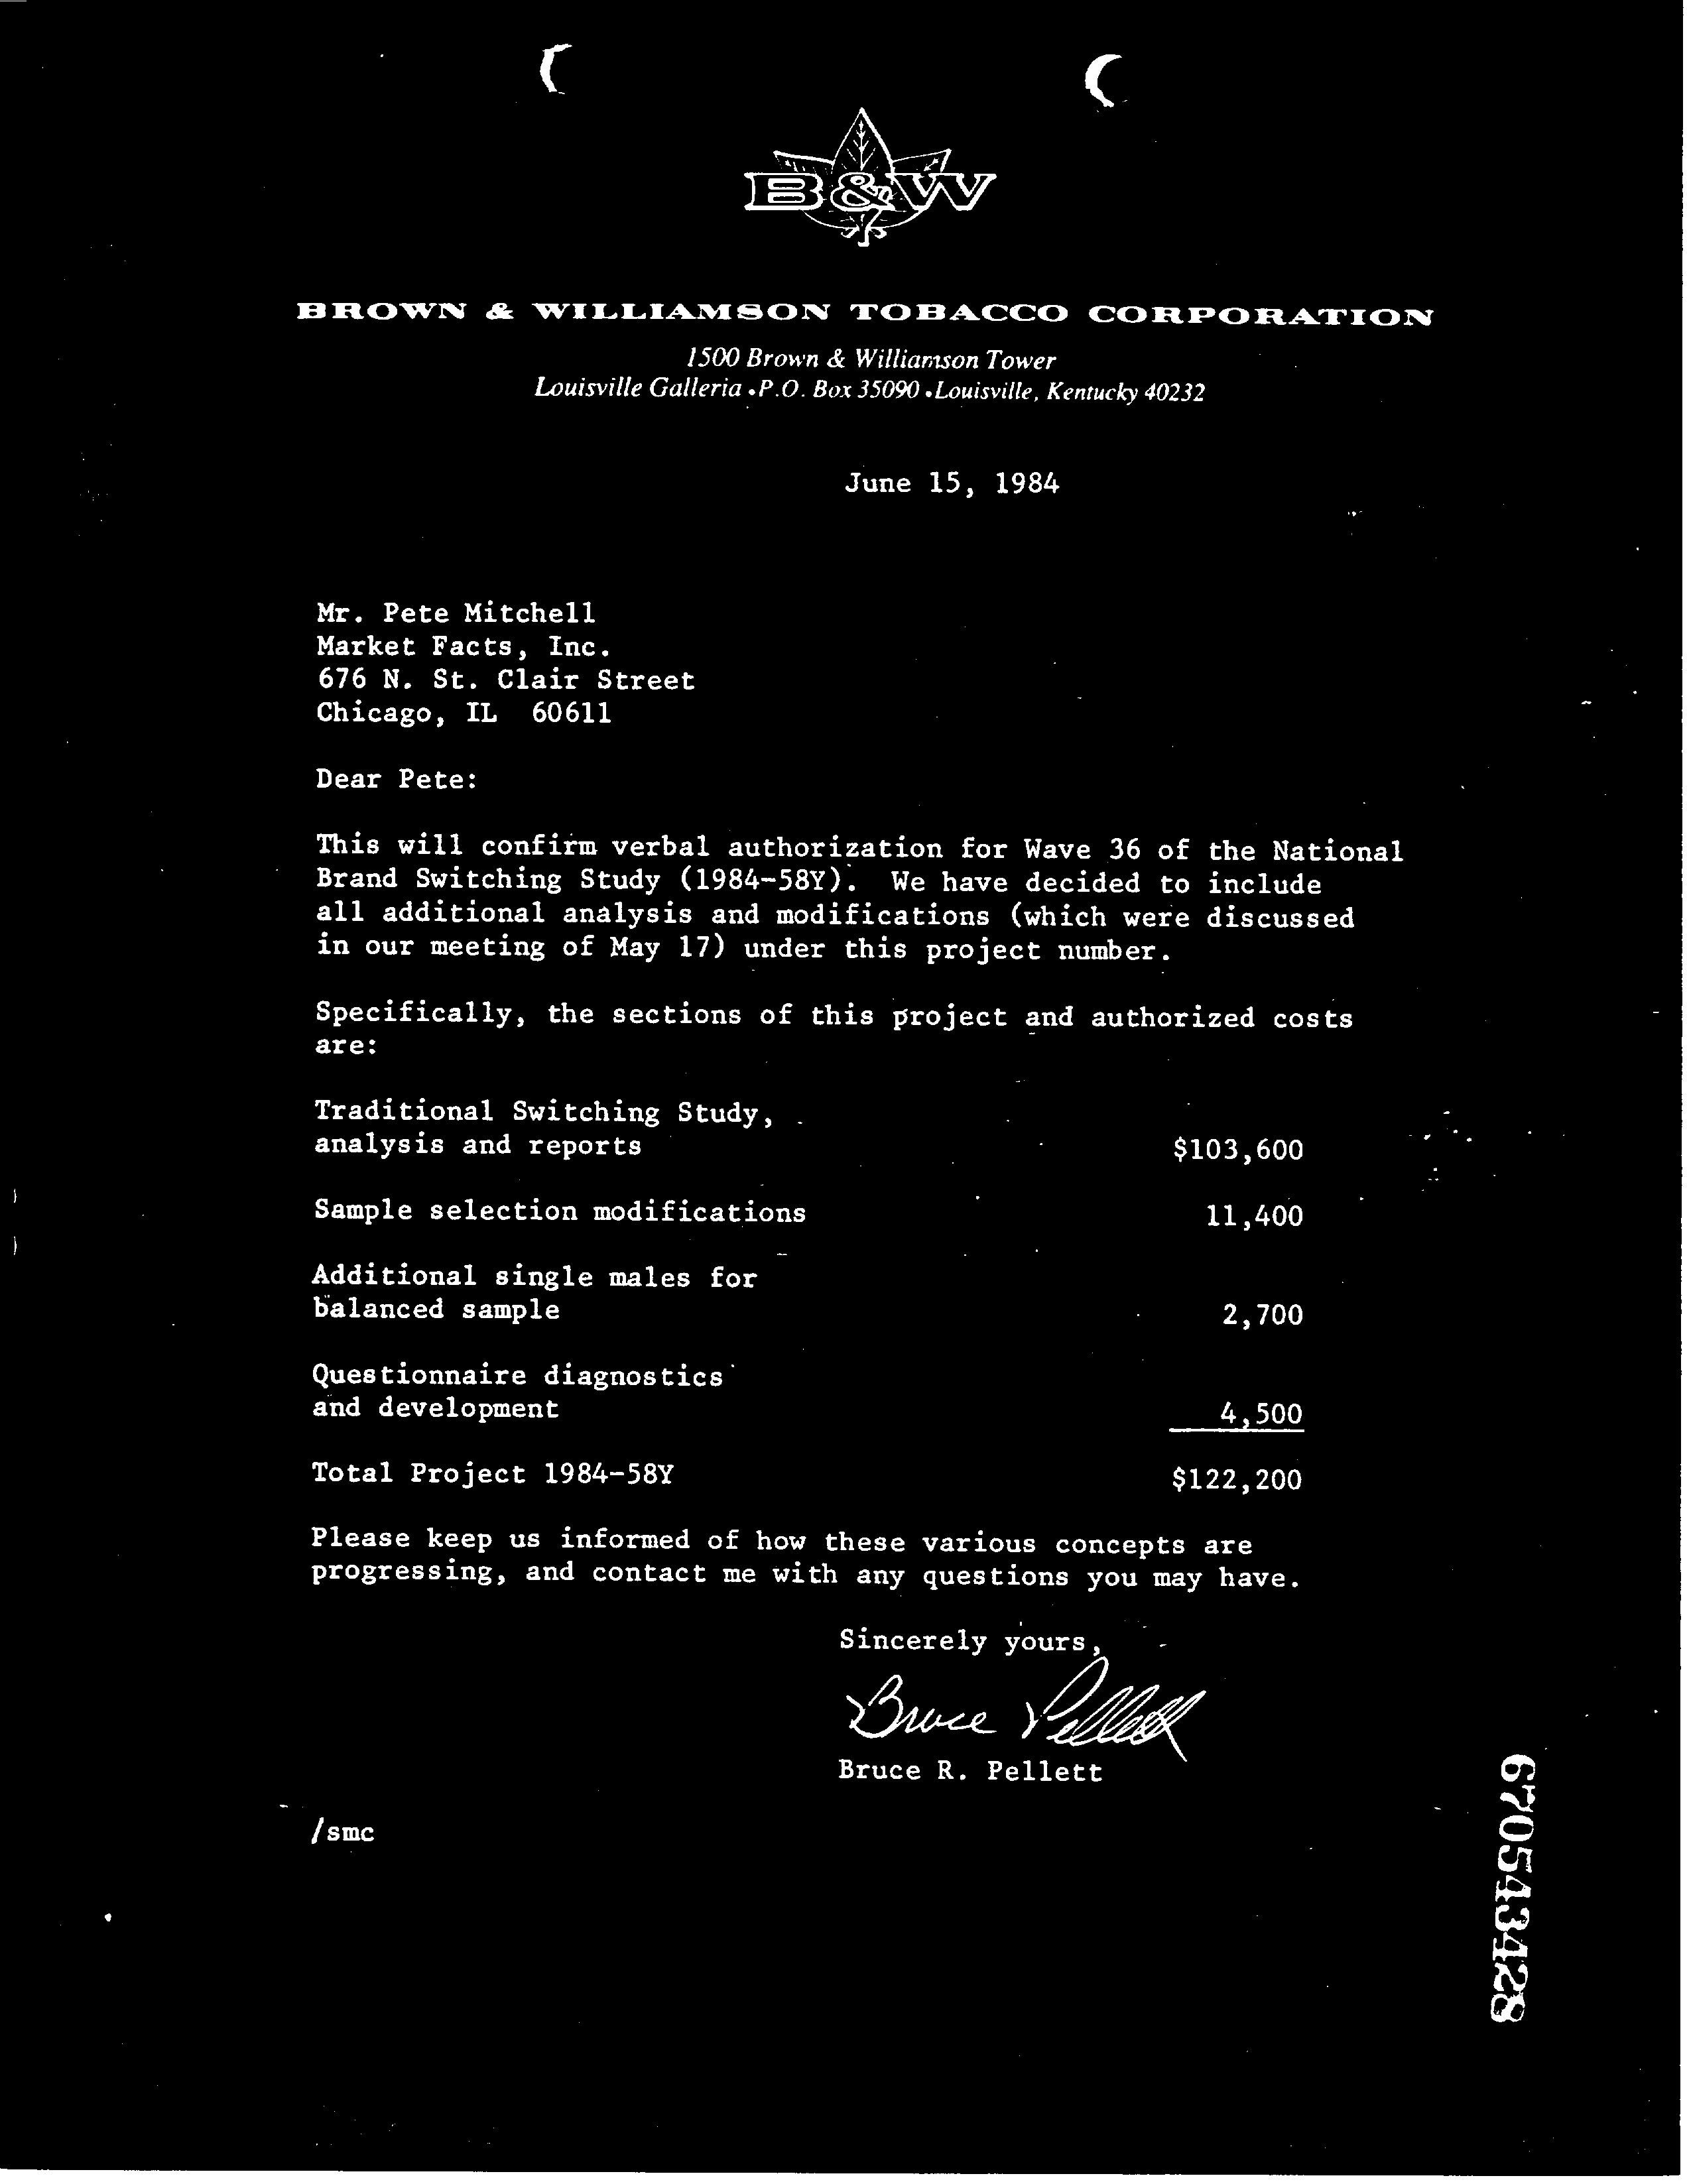 B&W
BROWN & WILLIAMSON TOBACCO CORPORATION
1500 Brown & Williamson Tower
Louisville Galleria • P.O. Box 35090 • Louisville, Kentucky 40232
June 15, 1984
Mr. Pete Mitchell
Market Facts, Inc.
676 N. St. Clair Street
Chicago, IL  60611
Dear Pete:
This will confirm verbal authorization for Wave 36 of the National
Brand Switching Study (1984-58Y).  We have decided to include
all additional analysis and modifications (which were discussed
in our meeting of May 17) under this project number.
Specifically, the sections of this project and authorized costs
are:
Traditional Switching Study,
analysis and reports $103,600
Sample selection modifications 11,400
Additional single males for
balanced sample 2,700
Questionnaire diagnostics
and development 4,500
Total Project 1984-58Y $122,200
Please keep us informed of how these various concepts are
progressing, and contact me with any questions you may have.
Sincerely yours,
Bruce Pellett
Bruce R. Pellett
/smc
670543428